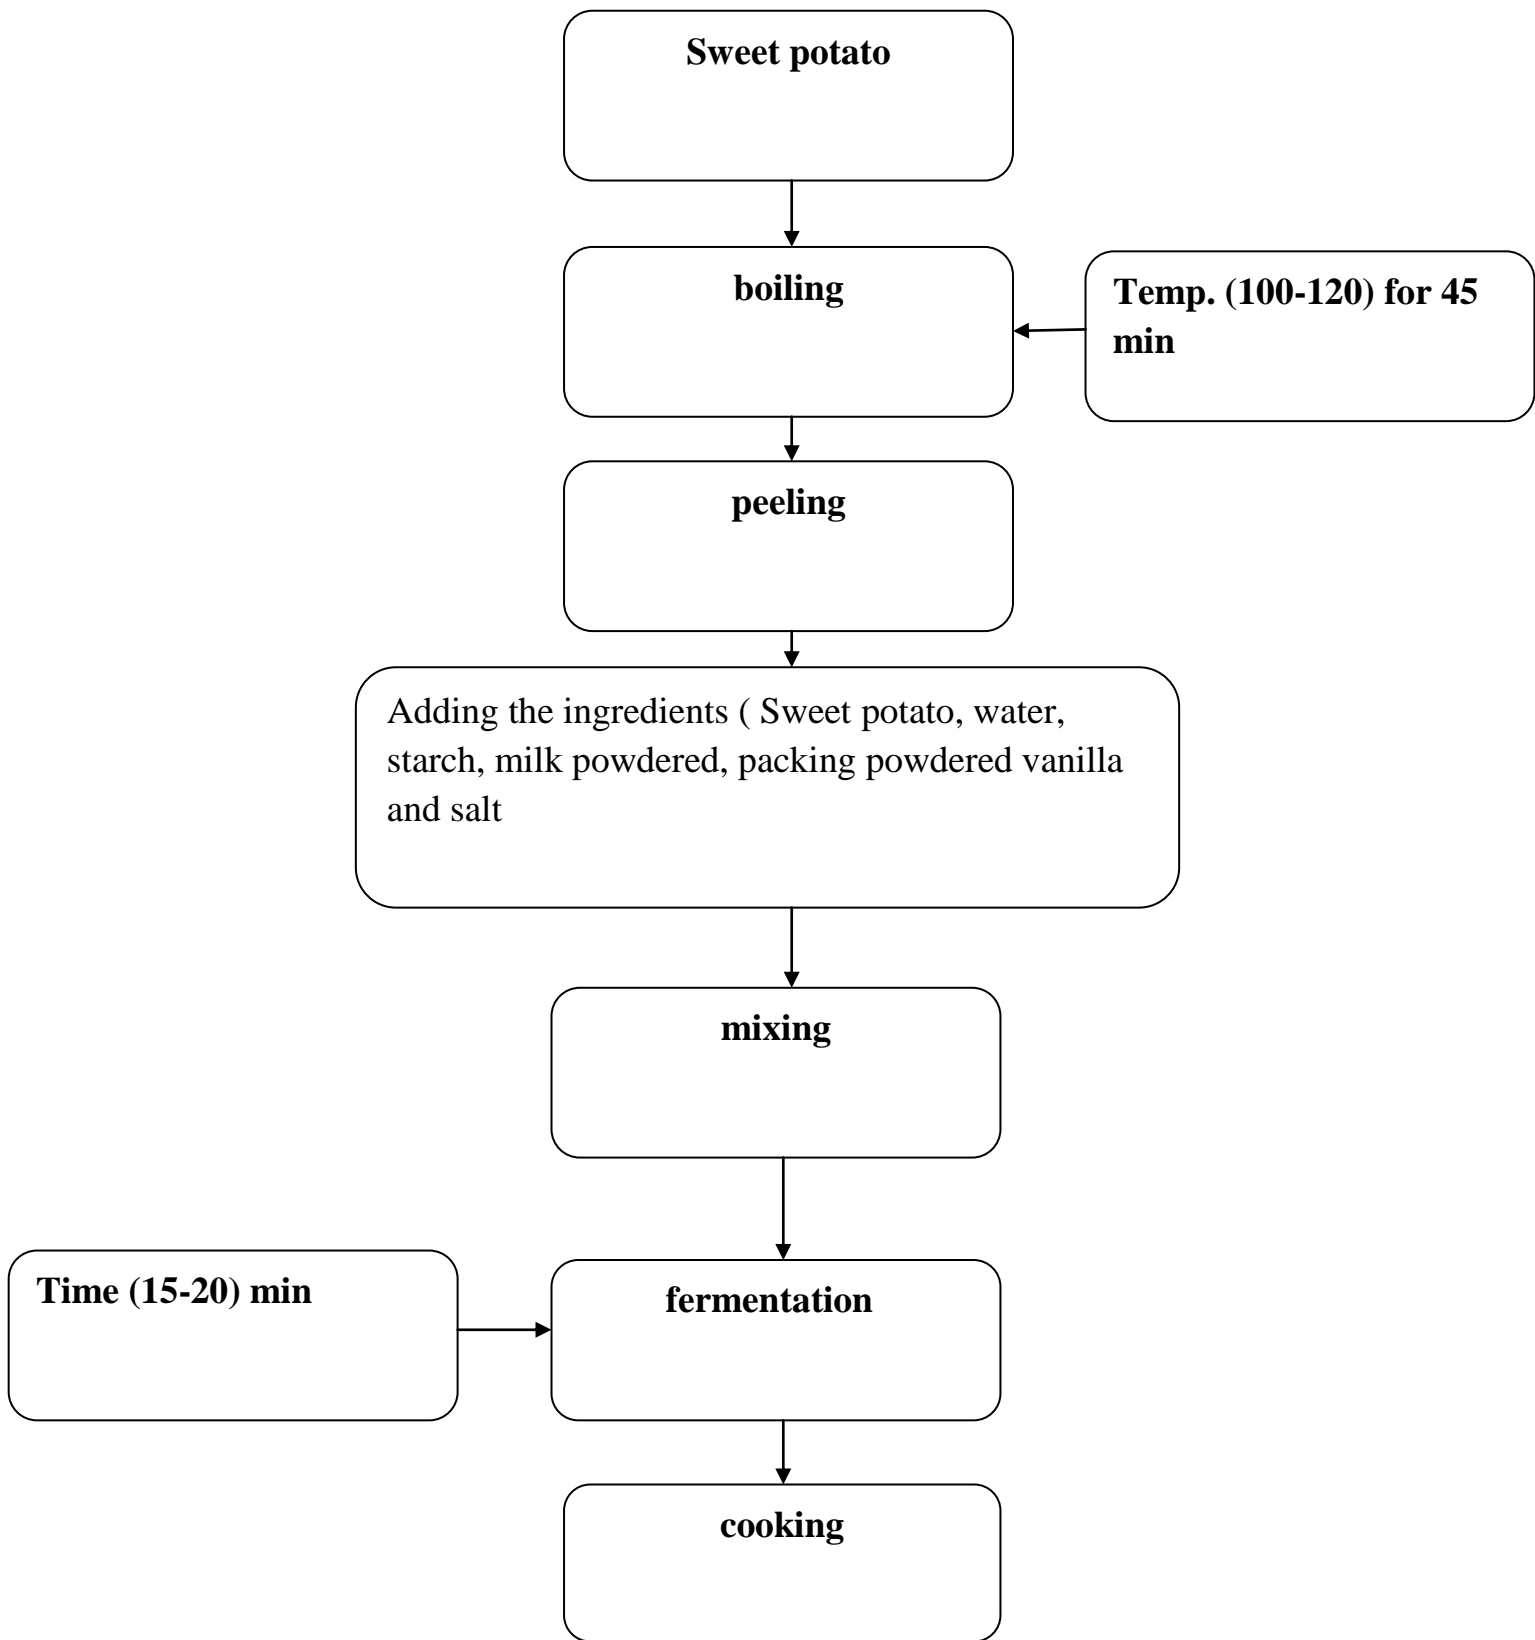 Sweet potato
boiling
Temp. (100-120) for 45
min
peeling
Adding the ingredients ( Sweet potato, water,
starch, milk powdered, packing powdered vanilla
and salt
mixing
Time (15-20) min
fermentation
cooking